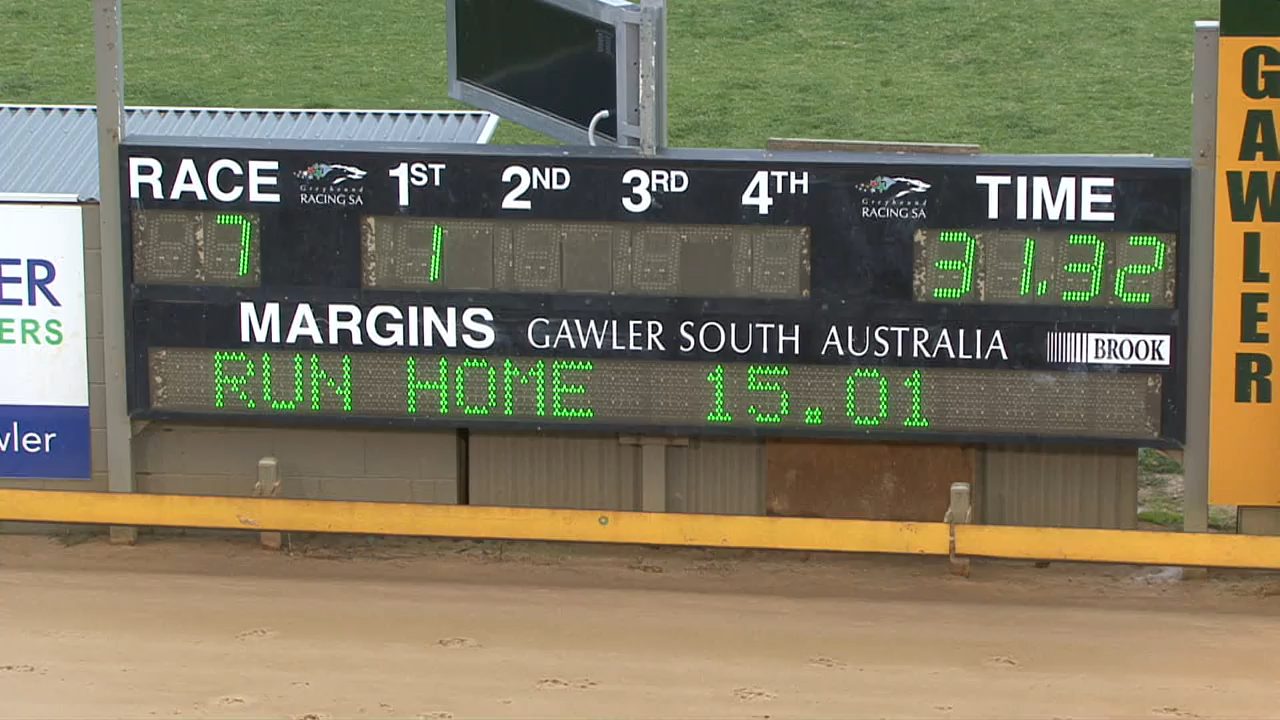 RACE Greyhound RACING SA 1ST 2ND 3RD 4TH Greyhound RACING SA TIME
7 1 31.32
MARGINS GAWLER SOUTH AUSTRALIA BROOK
RUN HOME 15.01
ER
ERS
wler
GAWLER